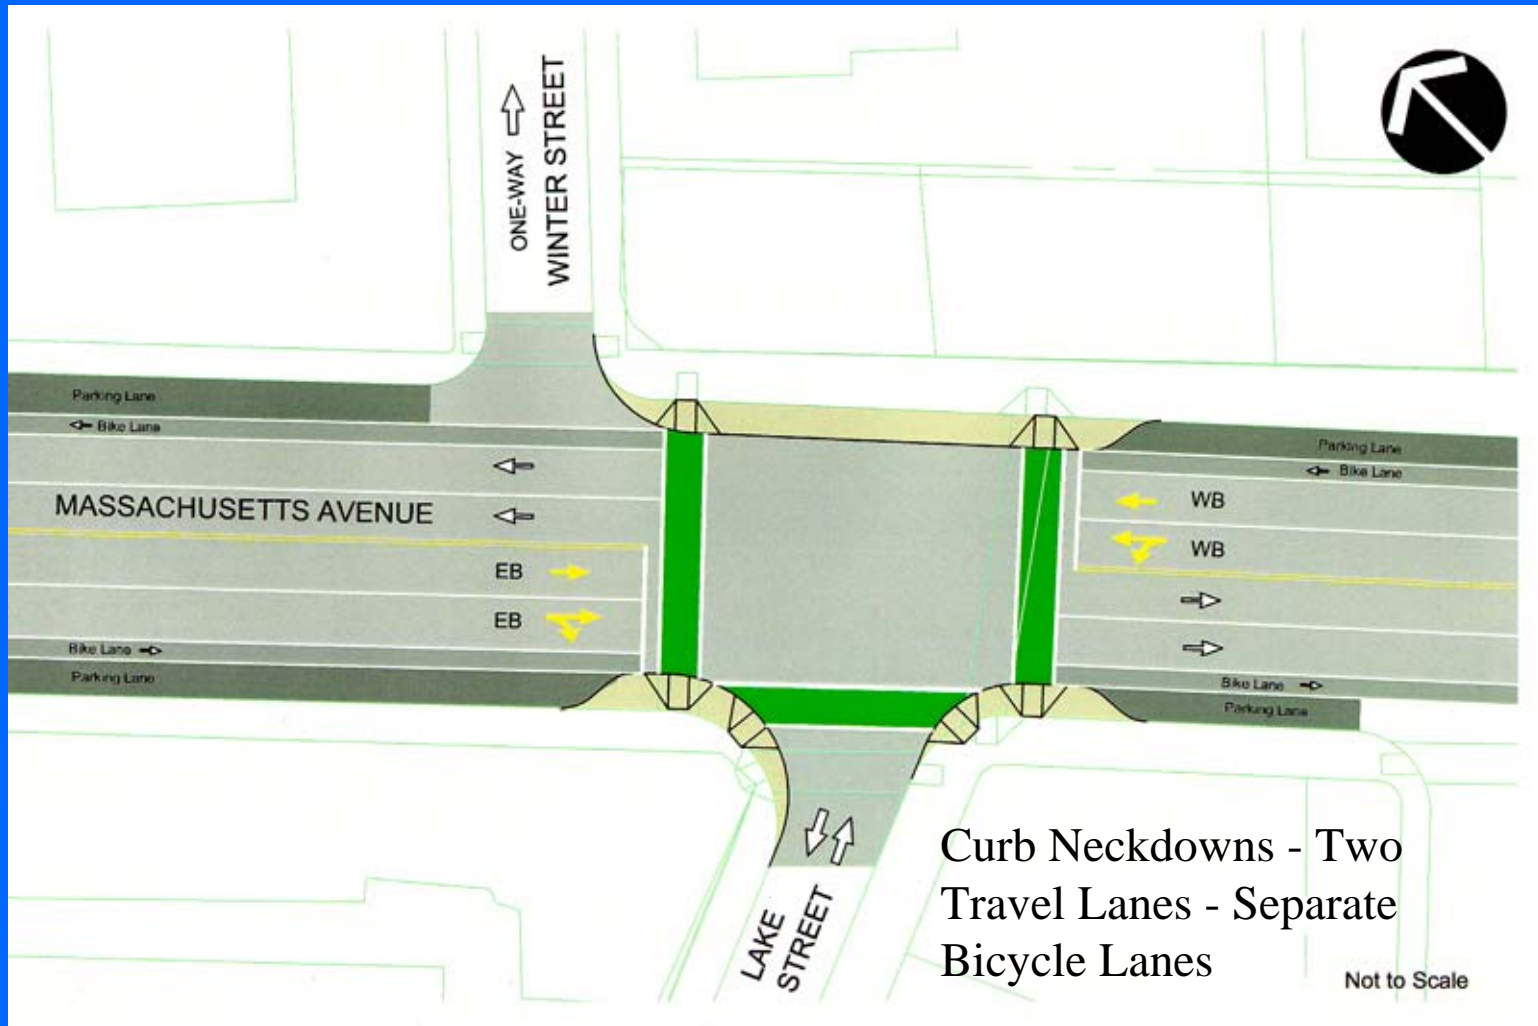 ONE-WAY
WINTER STREET
Parking Lane
Bike Lane
MASSACHUSETTS AVENUE
EB
EB
Bike Lane
Parking Lane
Parking Lane
Bike Lane
WB
WB
Bike Lane
Parking Lane
LAKE
STREET
Curb Neckdowns - Two
Travel Lanes - Separate
Bicycle Lanes
Not to Scale